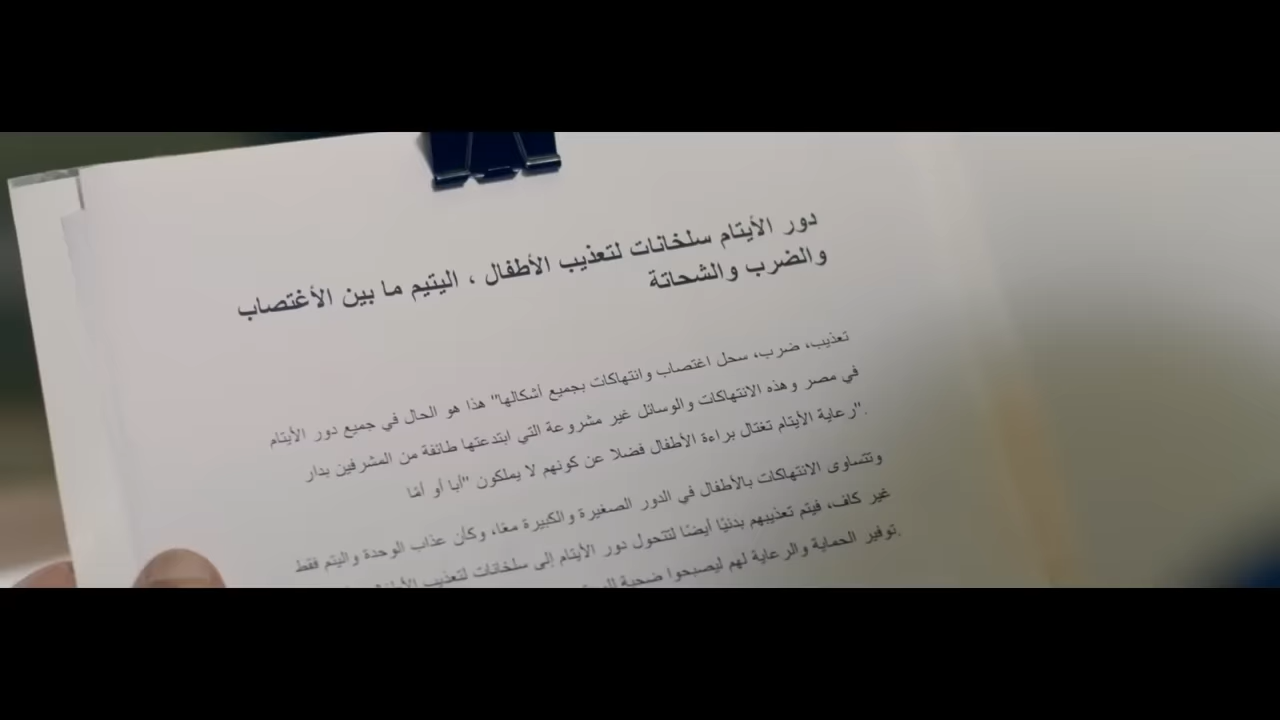 دور الأيتام سلخانات لتعذيب الأطفال ، اليتيم ما بين الأغتصاب
والضرب والشحاتة
تعذيب، ضرب، سحل اغتصاب وانتهاكات بجميع أشكالها" هذا هو الحال في جميع دور الأيتام
في مصر وهذه الانتهاكات والوسائل غير مشروعة التي ابتدعتها طائفة من المشرفين بدار
."رعاية الأيتام تغتال براءة الأطفال فضلا عن كونهم لا يملكون "أبا أو أمًا
وتتساوى الانتهاكات بالأطفال في الدور الصغيرة والكبيرة معًا، وكأن عذاب الوحدة واليتم فقط
غير كاف، فيتم تعذيبهم بدنيًا أيضًا لتتحول دور الأيتام إلى سلخانات لتعذيب
.توفير الحماية والرعاية لهم ليصبحوا ضحية